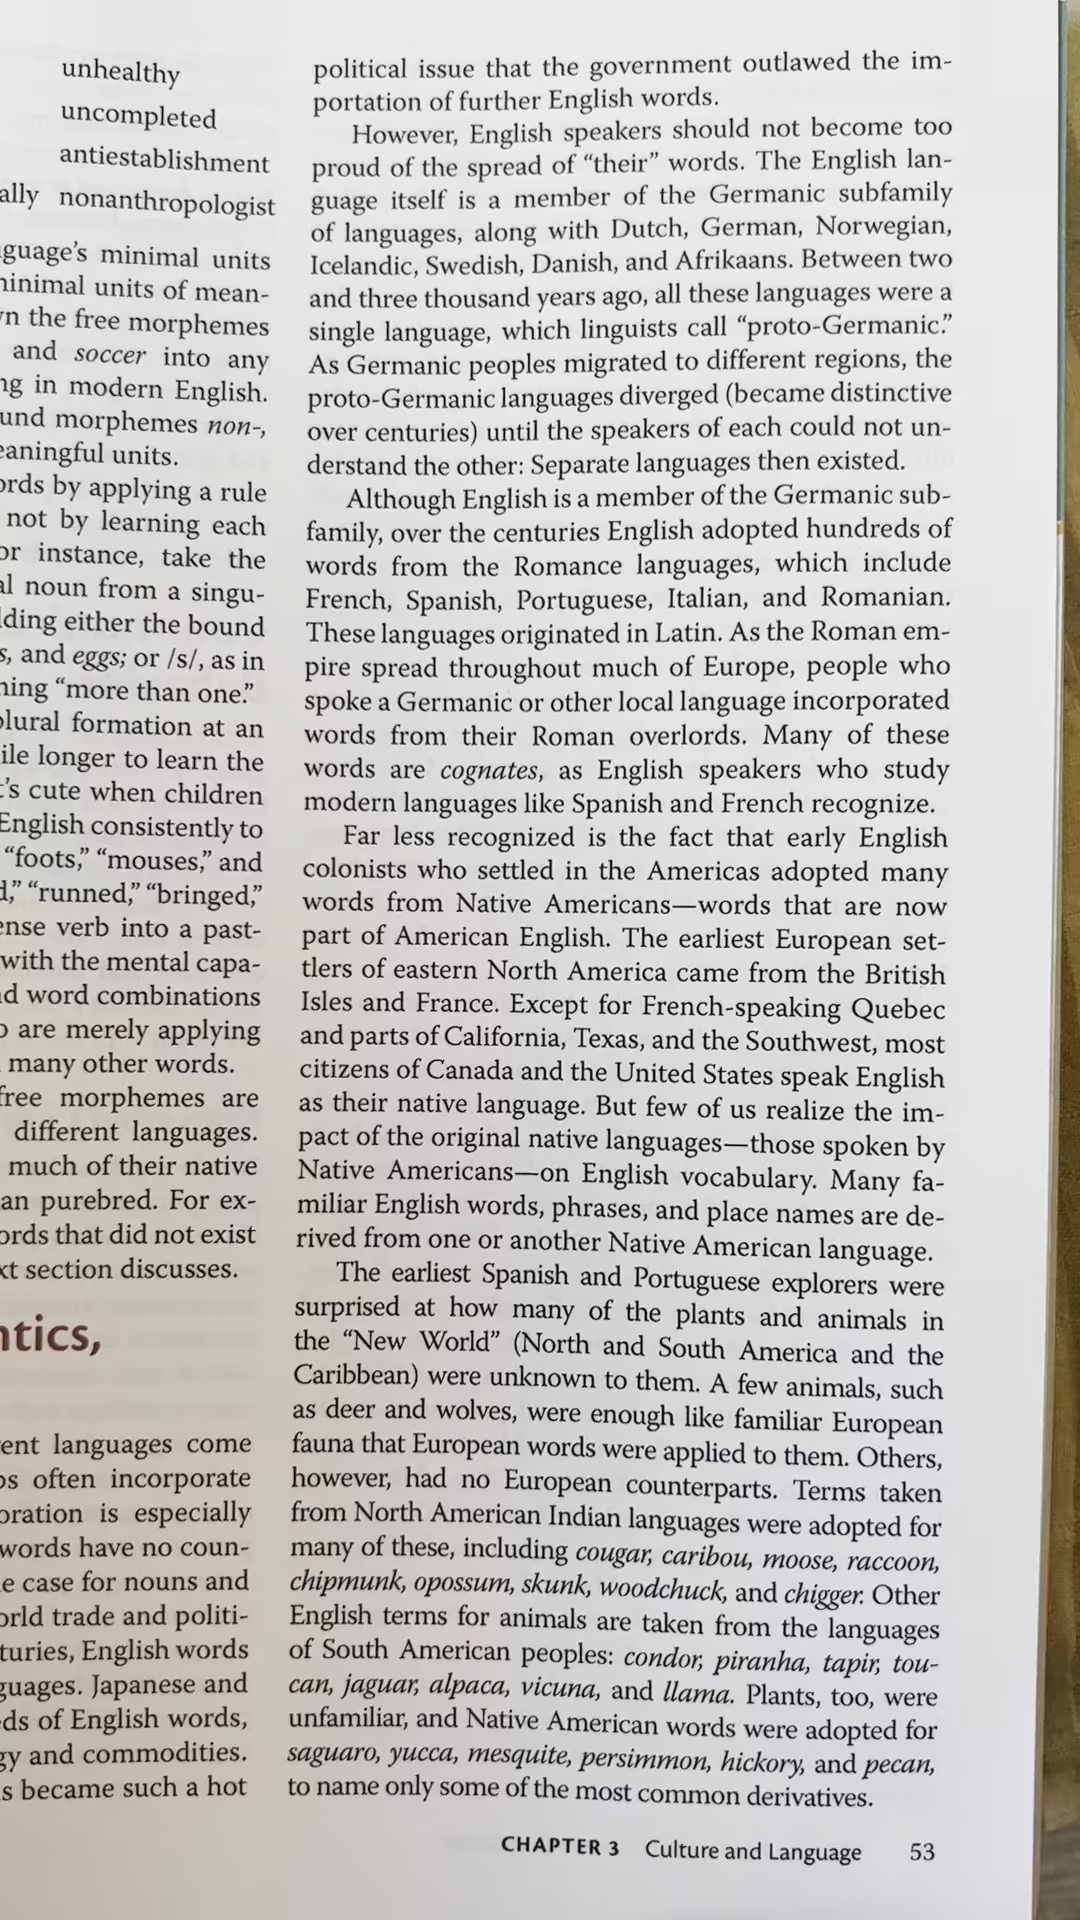 unhealthy
uncompleted
antiestablishment
ally nonanthropologist
guage's minimal units
minimal units of mean-
n the free morphemes
and soccer into any
ng in modern English.
und morphemes non-,
eaningful units.
ords by applying a rule
not by learning each
or instance, take the
al noun from a singu-
lding either the bound
s, and eggs; or /s/, as in
ning “more than one.”
plural formation at an
ile longer to learn the
t's cute when children
English consistently to
“foots,” “mouses,” and
d,” “runned,” “bringed,”
ense verb into a past-
with the mental capa-
d word combinations
o are merely applying
many other words.
free morphemes are
different languages.
much of their native
an purebred. For ex-
ords that did not exist
xt section discusses.
ntics,
ent languages come
ps often incorporate
oration is especially
words have no coun-
e case for nouns and
orld trade and politi-
turies, English words
guages. Japanese and
ds of English words,
gy and commodities.
s became such a hot
political issue that the government outlawed the im-
portation of further English words.
However, English speakers should not become too
proud of the spread of “their” words. The English lan-
guage itself is a member of the Germanic subfamily
of languages, along with Dutch, German, Norwegian,
Icelandic, Swedish, Danish, and Afrikaans. Between two
and three thousand years ago, all these languages were a
single language, which linguists call “proto-Germanic.”
As Germanic peoples migrated to different regions, the
proto-Germanic languages diverged (became distinctive
over centuries) until the speakers of each could not un-
derstand the other: Separate languages then existed.
Although English is a member of the Germanic sub-
family, over the centuries English adopted hundreds of
words from the Romance languages, which include
French, Spanish, Portuguese, Italian, and Romanian.
These languages originated in Latin. As the Roman em-
pire spread throughout much of Europe, people who
spoke a Germanic or other local language incorporated
words from their Roman overlords. Many of these
words are cognates, as English speakers who study
modern languages like Spanish and French recognize.
Far less recognized is the fact that early English
colonists who settled in the Americas adopted many
words from Native Americans—words that are now
part of American English. The earliest European set-
tlers of eastern North America came from the British
Isles and France. Except for French-speaking Quebec
and parts of California, Texas, and the Southwest, most
citizens of Canada and the United States speak English
as their native language. But few of us realize the im-
pact of the original native languages—those spoken by
Native Americans—on English vocabulary. Many fa-
miliar English words, phrases, and place names are de-
rived from one or another Native American language.
The earliest Spanish and Portuguese explorers were
surprised at how many of the plants and animals in
the “New World” (North and South America and the
Caribbean) were unknown to them. A few animals, such
as deer and wolves, were enough like familiar European
fauna that European words were applied to them. Others,
however, had no European counterparts. Terms taken
from North American Indian languages were adopted for
many of these, including cougar, caribou, moose, raccoon,
chipmunk, opossum, skunk, woodchuck, and chigger. Other
English terms for animals are taken from the languages
of South American peoples: condor, piranha, tapir, tou-
can, jaguar, alpaca, vicuna, and llama. Plants, too, were
unfamiliar, and Native American words were adopted for
saguaro, yucca, mesquite, persimmon, hickory, and pecan,
to name only some of the most common derivatives.
CHAPTER 3 Culture and Language 53